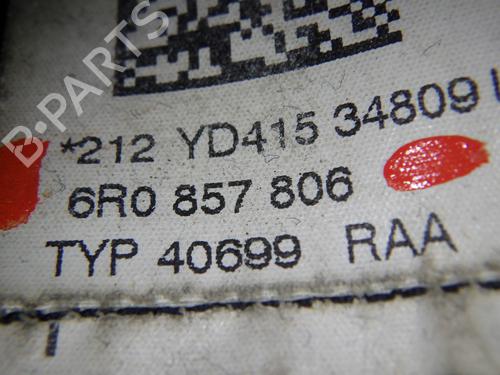 B-PARTS
*212 YD415 34809
6R0 857 806
TYP 40699 RAA